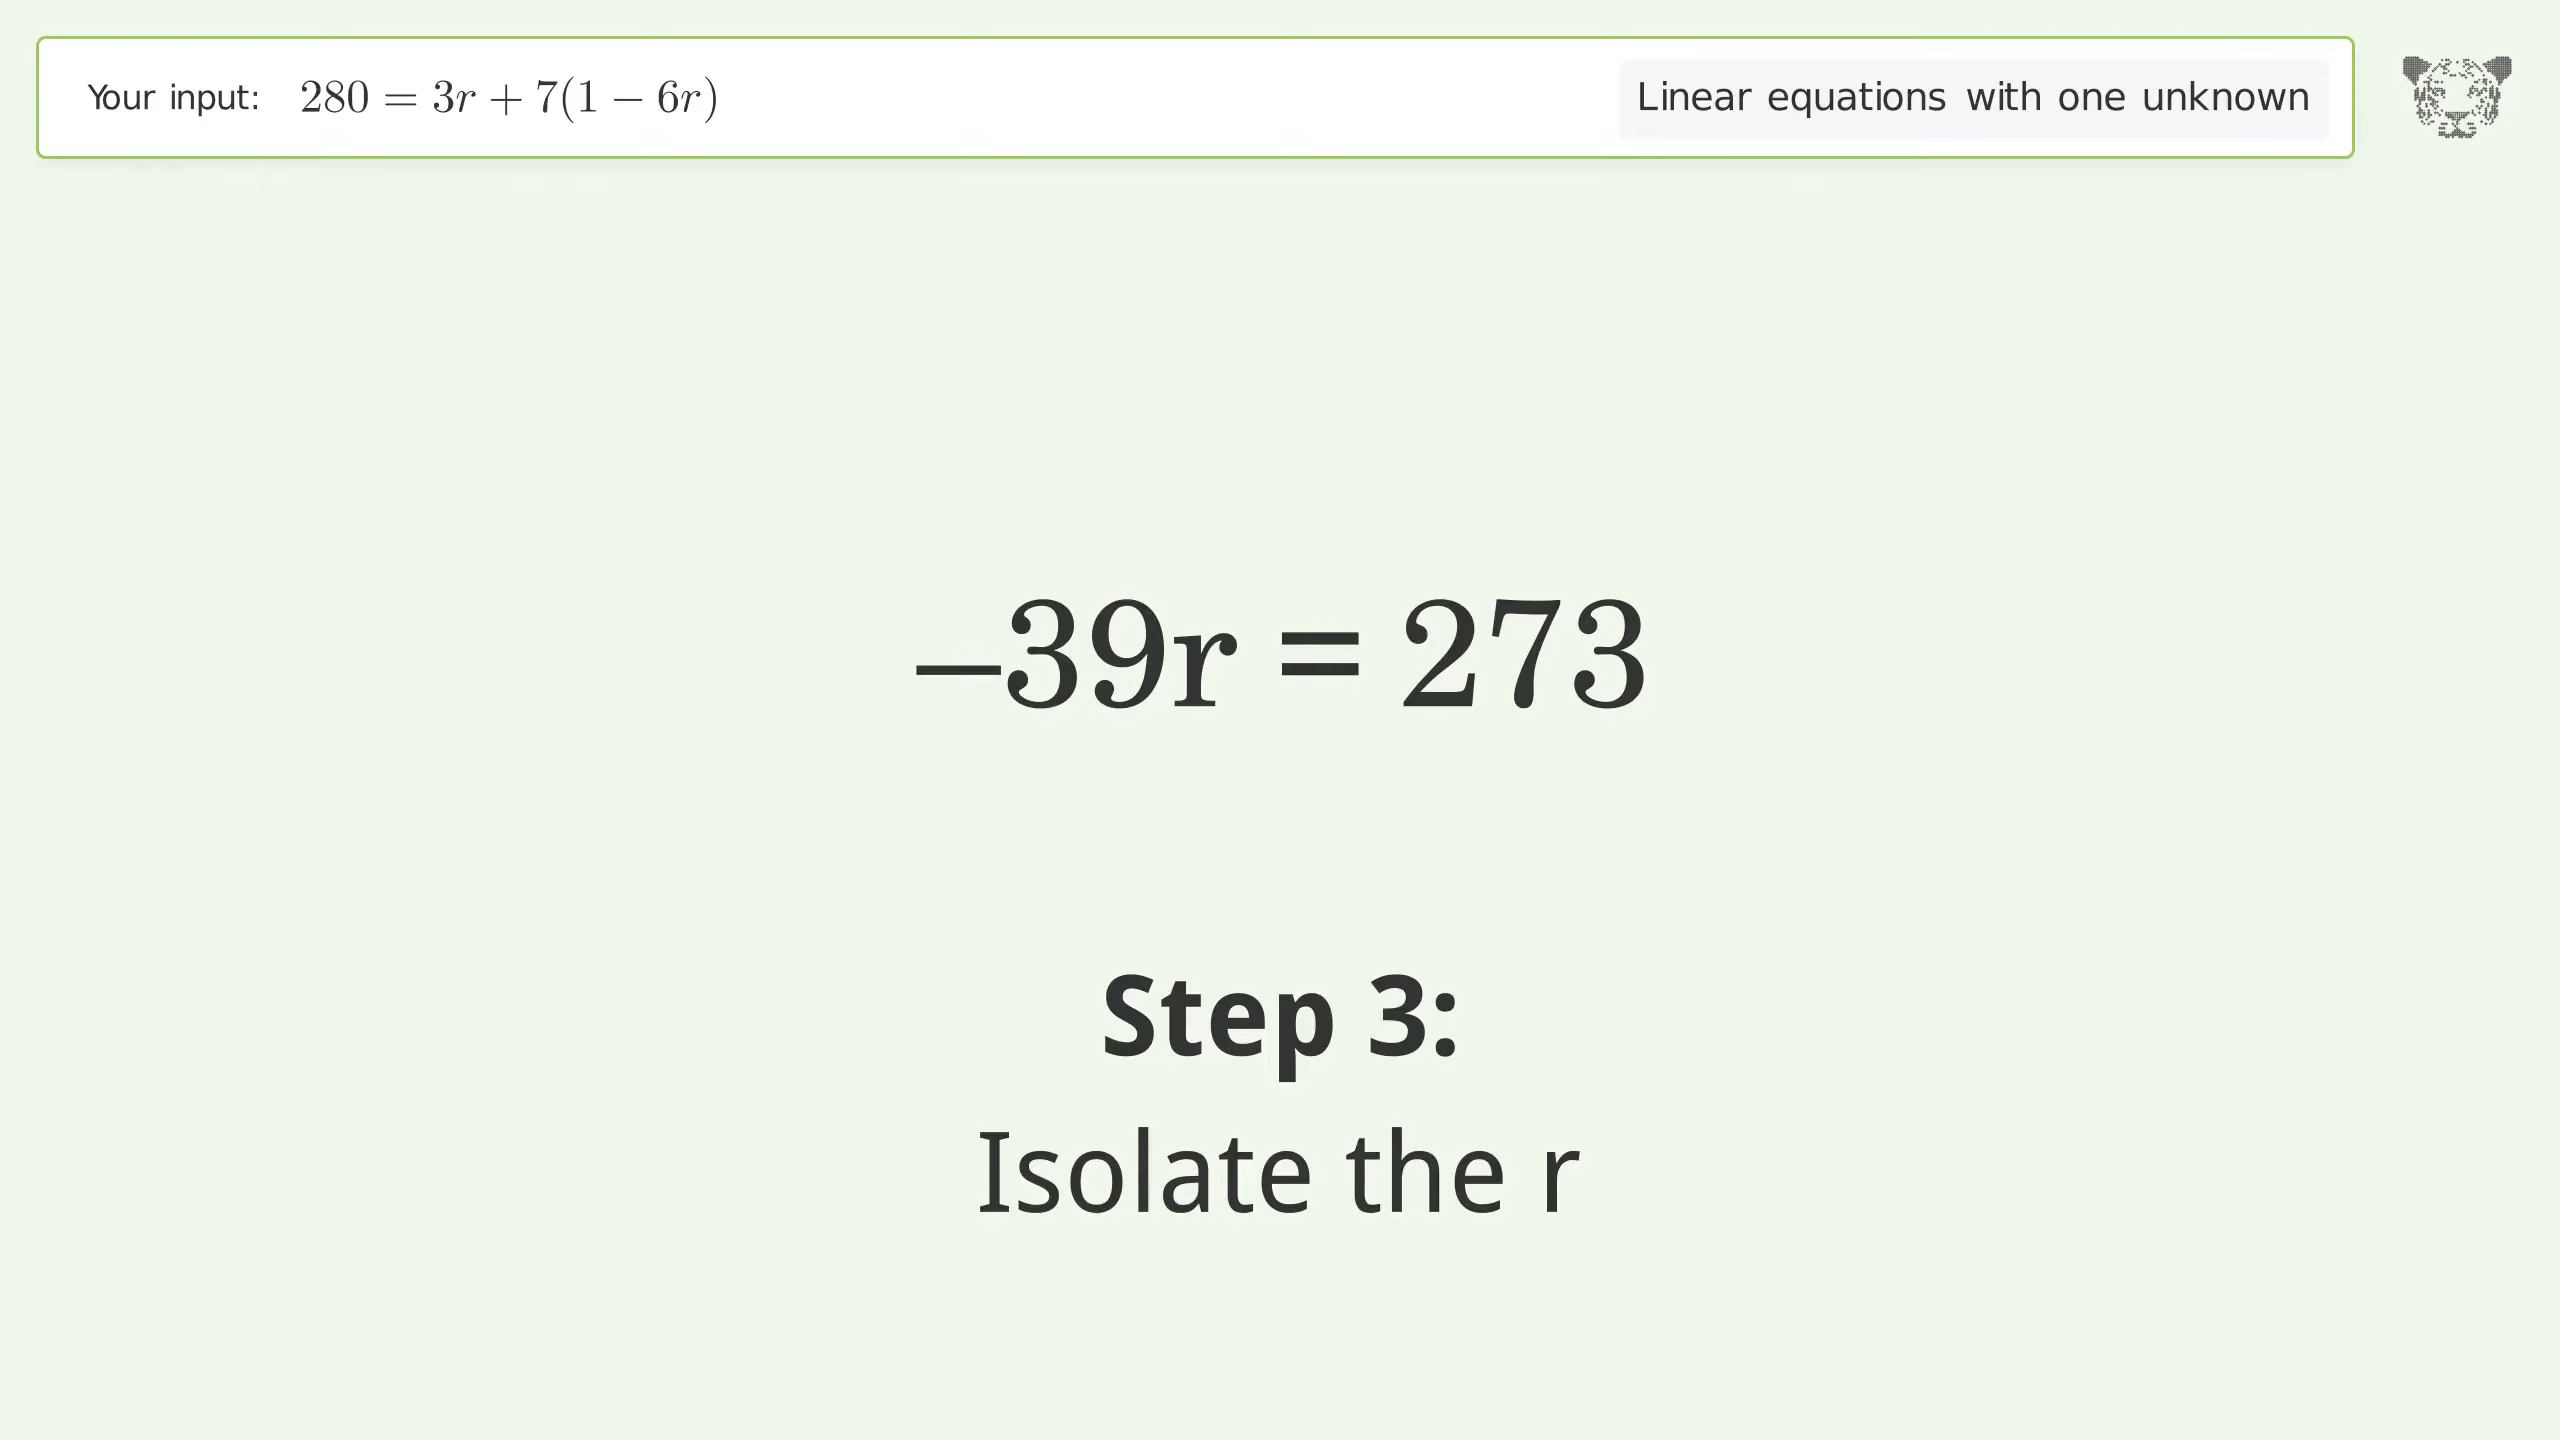 Your input: 280 = 3r + 7(1 − 6r)
Linear equations with one unknown
–39r = 273
Step 3:
Isolate the r